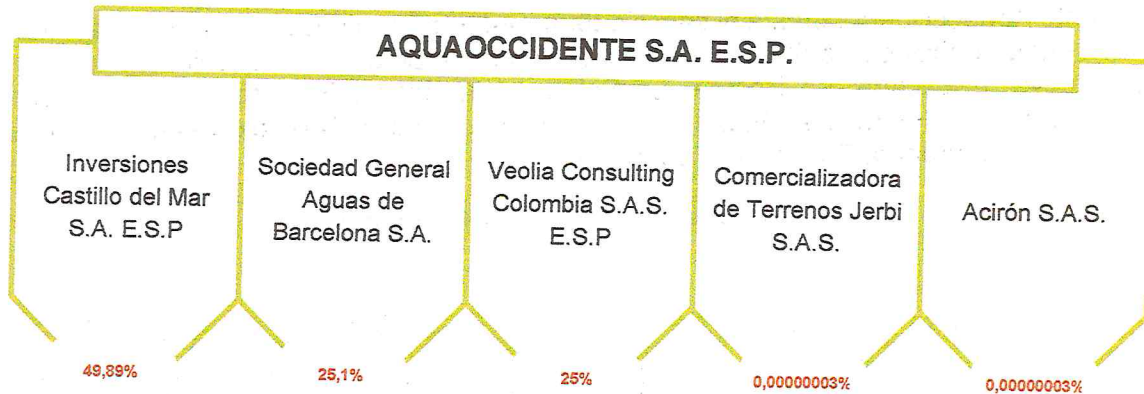 AQUAOCCIDENTE S.A. E.S.P.
Inversiones
Castillo del Mar
S.A. E.S.P
Sociedad General
Aguas de
Barcelona S.A.
Veolia Consulting
Colombia S.A.S.
E.S.P
Comercializadora
de Terrenos Jerbi
S.A.S.
Acirón S.A.S.
49,89%
25,1%
25%
0,00000003%
0,00000003%